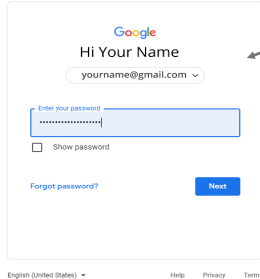 Google
Hi Your Name
yourname@gmail.com
Enter your password
Show password
Forgot password?
Next
English (United States)
Help Privacy Term